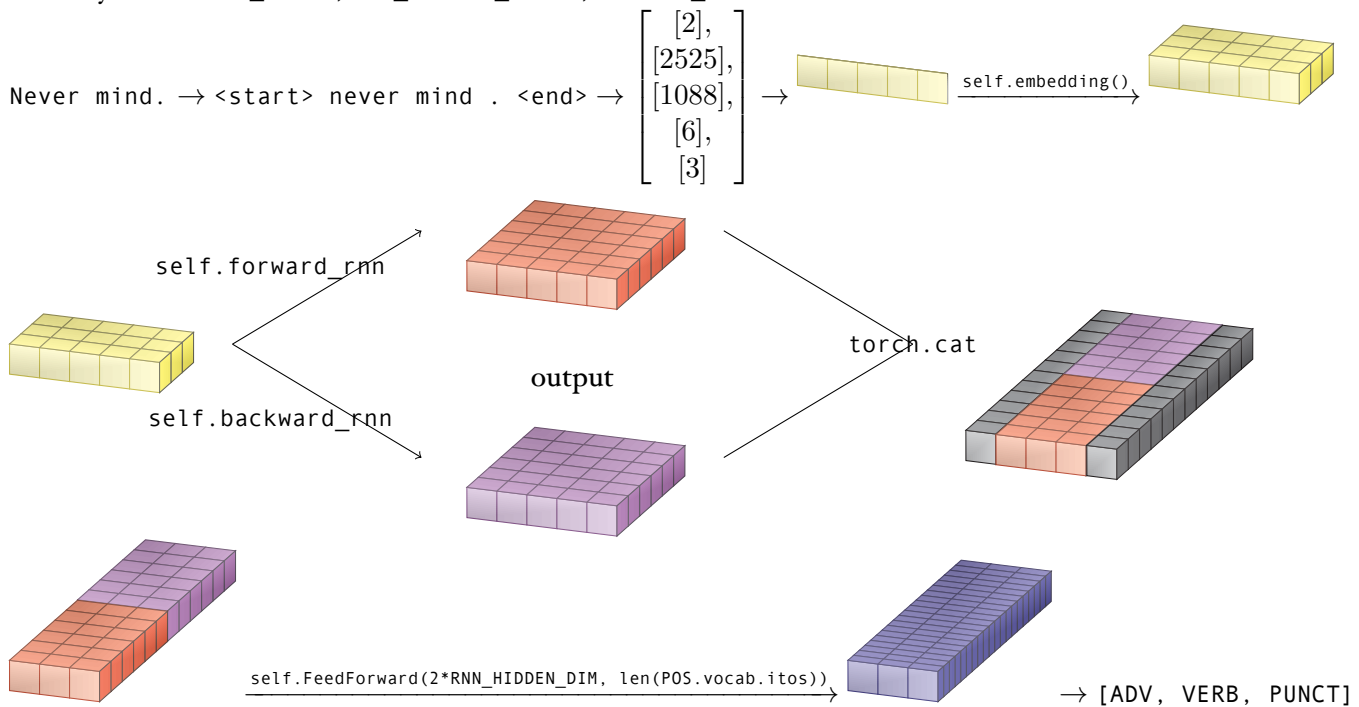 [2],
[2525],
Never mind. → <start> never mind . <end> → [1088], → self.embedding()
[6],
[3]
self.forward_rnn
torch.cat
output
self.backward_rnn
self.FeedForward(2*RNN_HIDDEN_DIM, len(POS.vocab.itos))
→ [ADV, VERB, PUNCT]